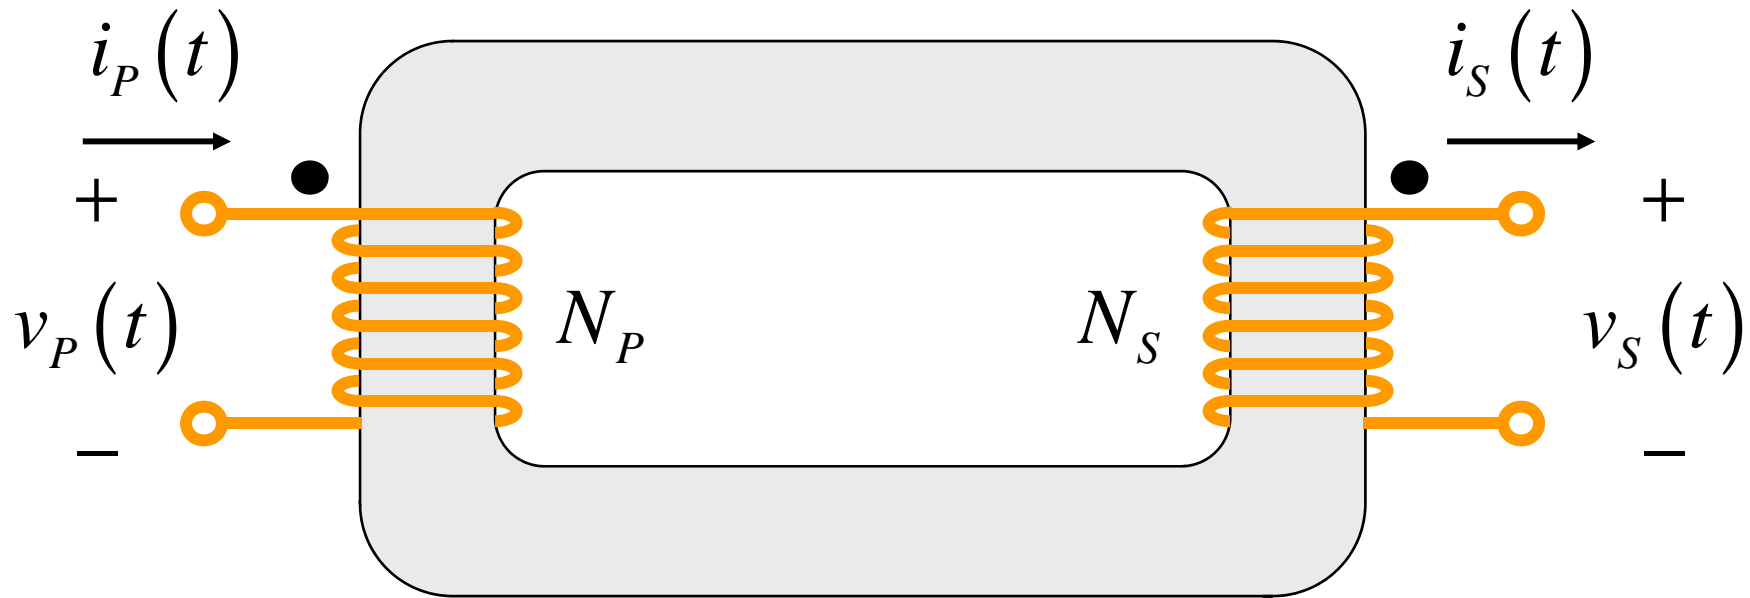 i_P(t) i_S(t)
+ +
v_P(t) N_P N_S v_S(t)
− −